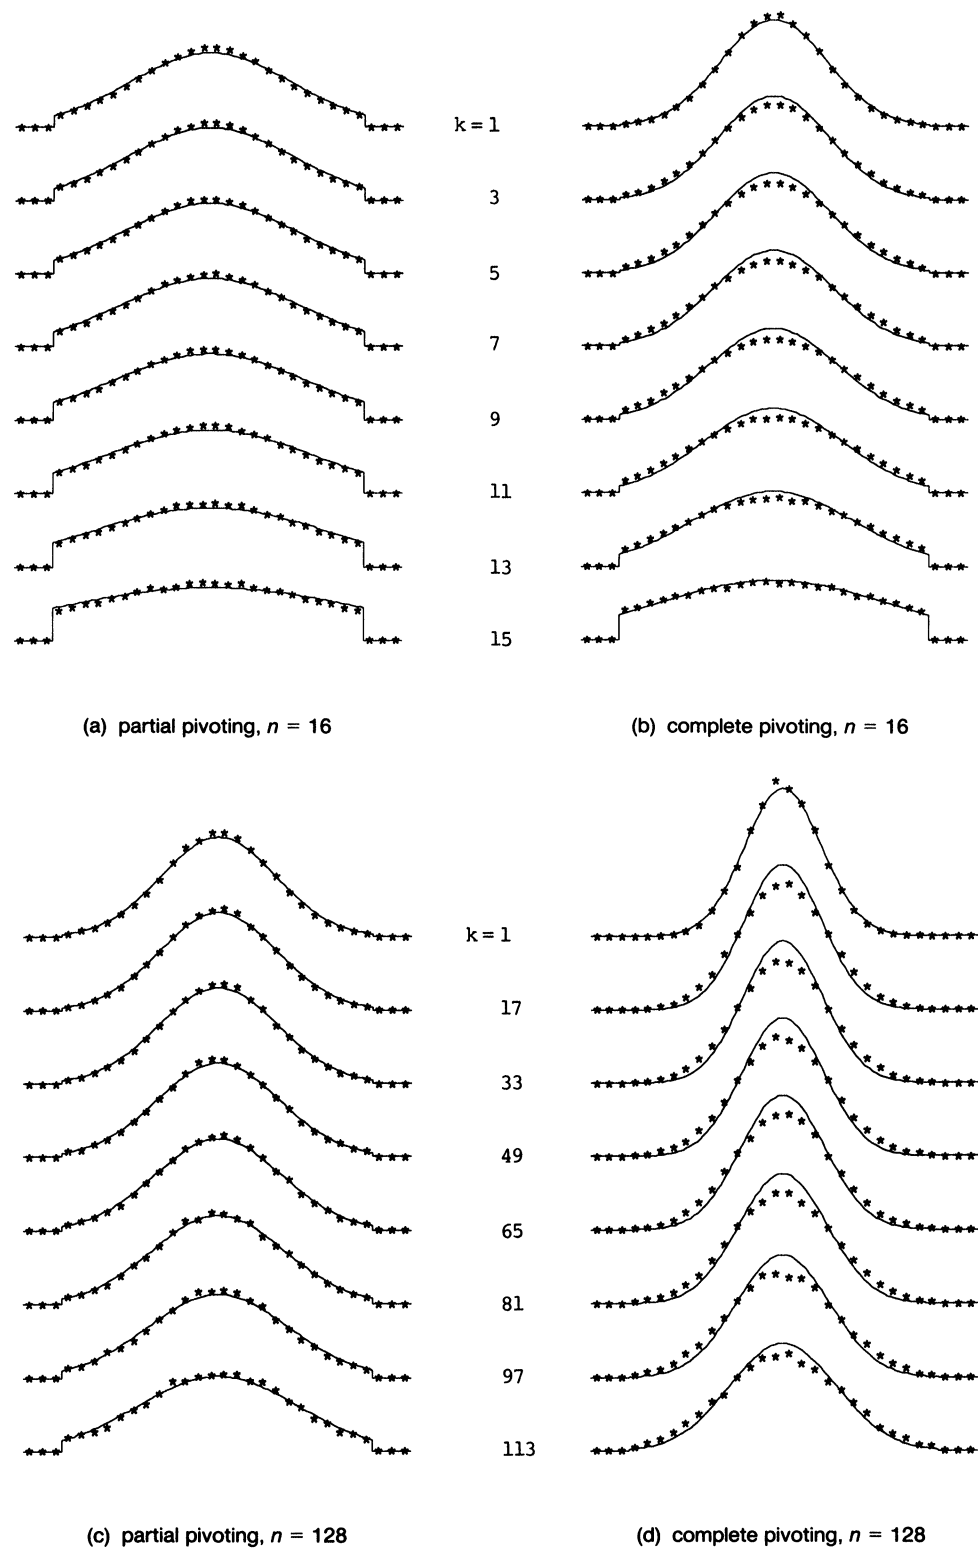 k = 1
3
5
7
9
11
13
15
(a) partial pivoting, n = 16
(b) complete pivoting, n = 16
k = 1
17
33
49
65
81
97
113
(c) partial pivoting, n = 128
(d) complete pivoting, n = 128